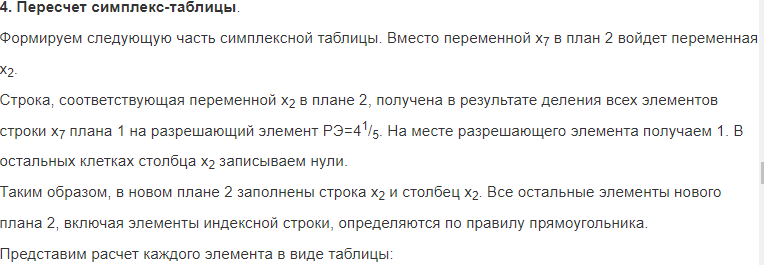 4. Пересчет симплекс-таблицы.
Формируем следующую часть симплексной таблицы. Вместо переменной x7 в план 2 войдет переменная
x2.
Строка, соответствующая переменной x2 в плане 2, получена в результате деления всех элементов
строки x7 плана 1 на разрешающий элемент РЭ=41/5. На месте разрешающего элемента получаем 1. В
остальных клетках столбца x2 записываем нули.
Таким образом, в новом плане 2 заполнены строка x2 и столбец x2. Все остальные элементы нового
плана 2, включая элементы индексной строки, определяются по правилу прямоугольника.
Представим расчет каждого элемента в виде таблицы: